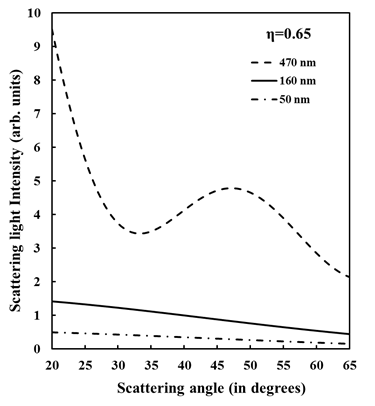 10
9
8
7
6
5
4
3
2
1
0
Scattering light Intensity (arb. units)
η=0.65
470 nm
160 nm
50 nm
20 25 30 35 40 45 50 55 60 65
Scattering angle (in degrees)